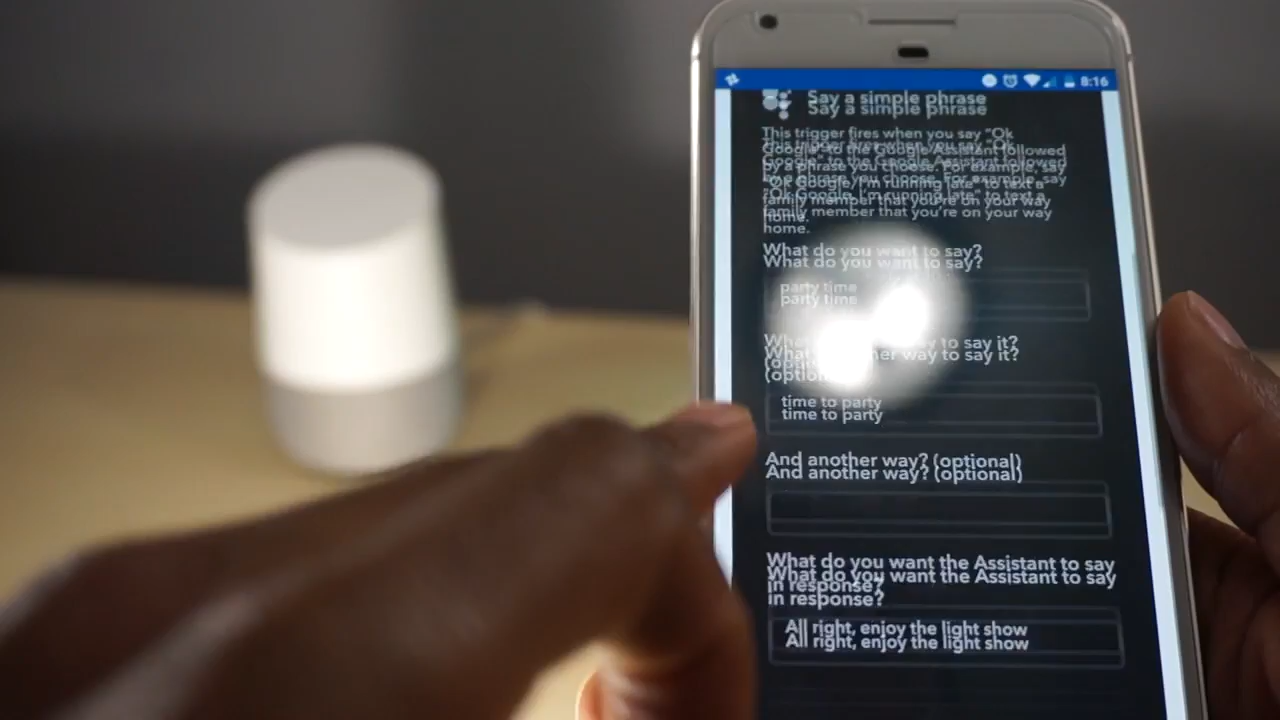 8:16
Say a simple phrase
This trigger fires when you say "Ok
Google" to the Google Assistant followed
by a phrase you choose. For example, say
"Ok Google, I'm running late" to text a
family member that you're on your way
home.
What do you want to say?
party time
What another way to say it?
(optional)
time to party
And another way? (optional)
What do you want the Assistant to say
in response?
All right, enjoy the light show